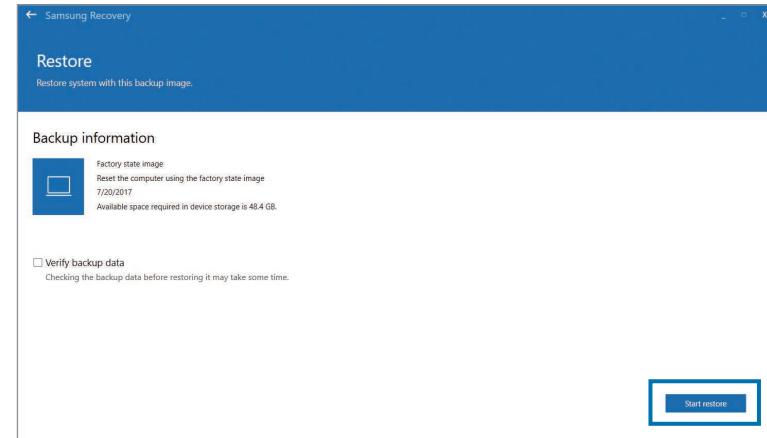 Samsung Recovery
Restore
Restore system with this backup image.
Backup information
Factory state image
Reset the computer using the factory state image
7/20/2017
Available space required in device storage is 48.4 GB.
Verify backup data
Checking the backup data before restoring it may take some time.
Start restore